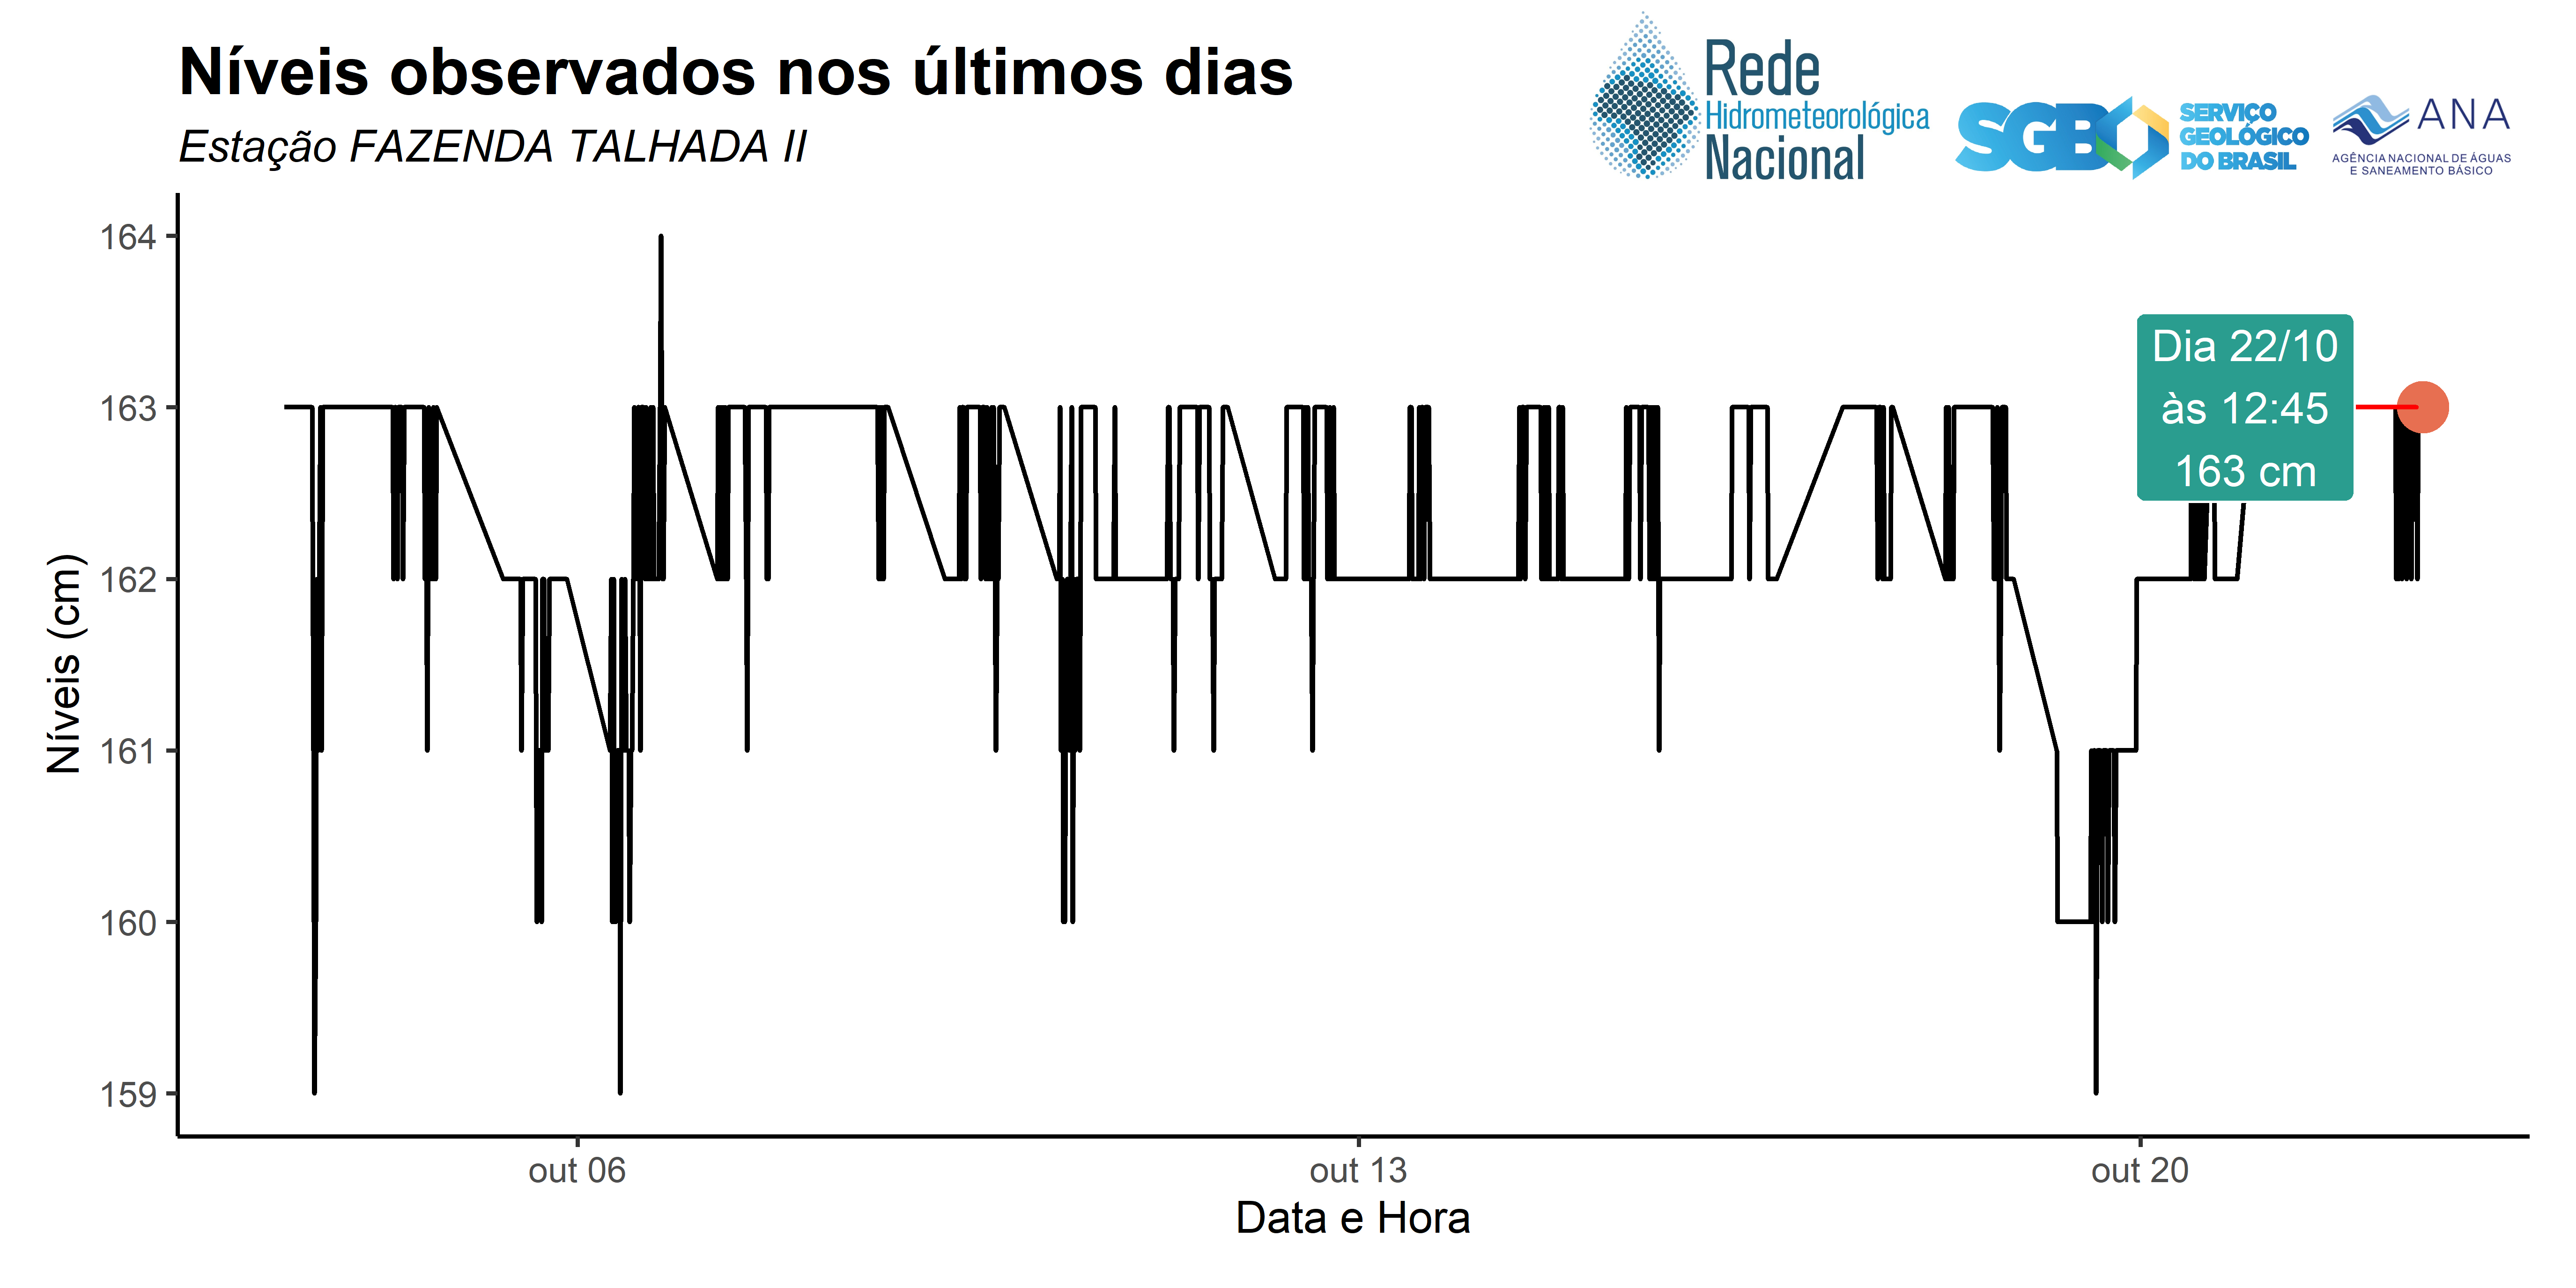 Níveis observados nos últimos dias
Estação FAZENDA TALHADA II
Rede
Hidrometeorológica
Nacional
SGB
SERVIÇO
GEOLÓGICO
DO BRASIL
ANA
AGÊNCIA NACIONAL DE ÁGUAS
E SANEAMENTO BÁSICO
164
163
162
161
160
159
Níveis (cm)
Dia 22/10
às 12:45
163 cm
out 06
out 13
out 20
Data e Hora